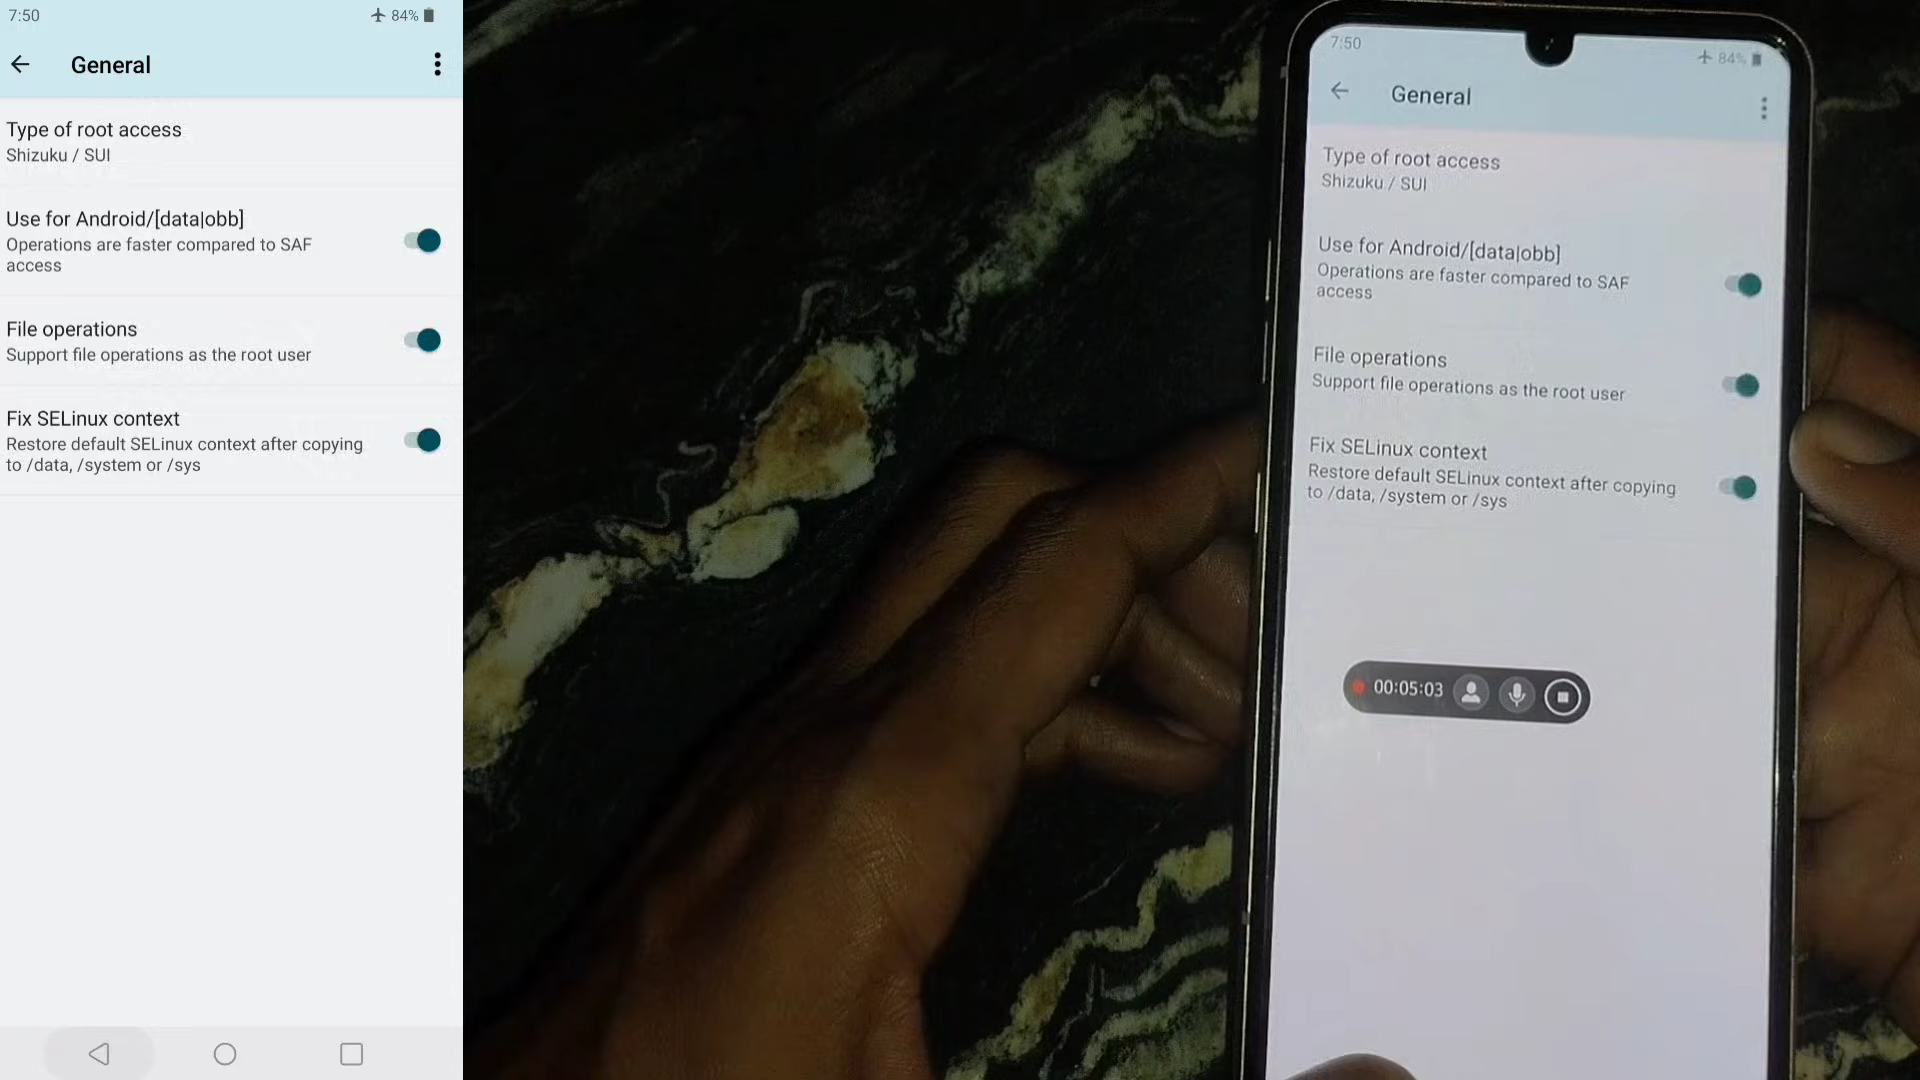 7:50
84%
General
Type of root access
Shizuku / SUI
Use for Android/[data|obb]
Operations are faster compared to SAF
access
File operations
Support file operations as the root user
Fix SELinux context
Restore default SELinux context after copying
to /data, /system or /sys
7:50
84%
General
Type of root access
Shizuku / SUI
Use for Android/[data|obb]
Operations are faster compared to SAF
access
File operations
Support file operations as the root user
Fix SELinux context
Restore default SELinux context after copying
to /data, /system or /sys
00:05:03